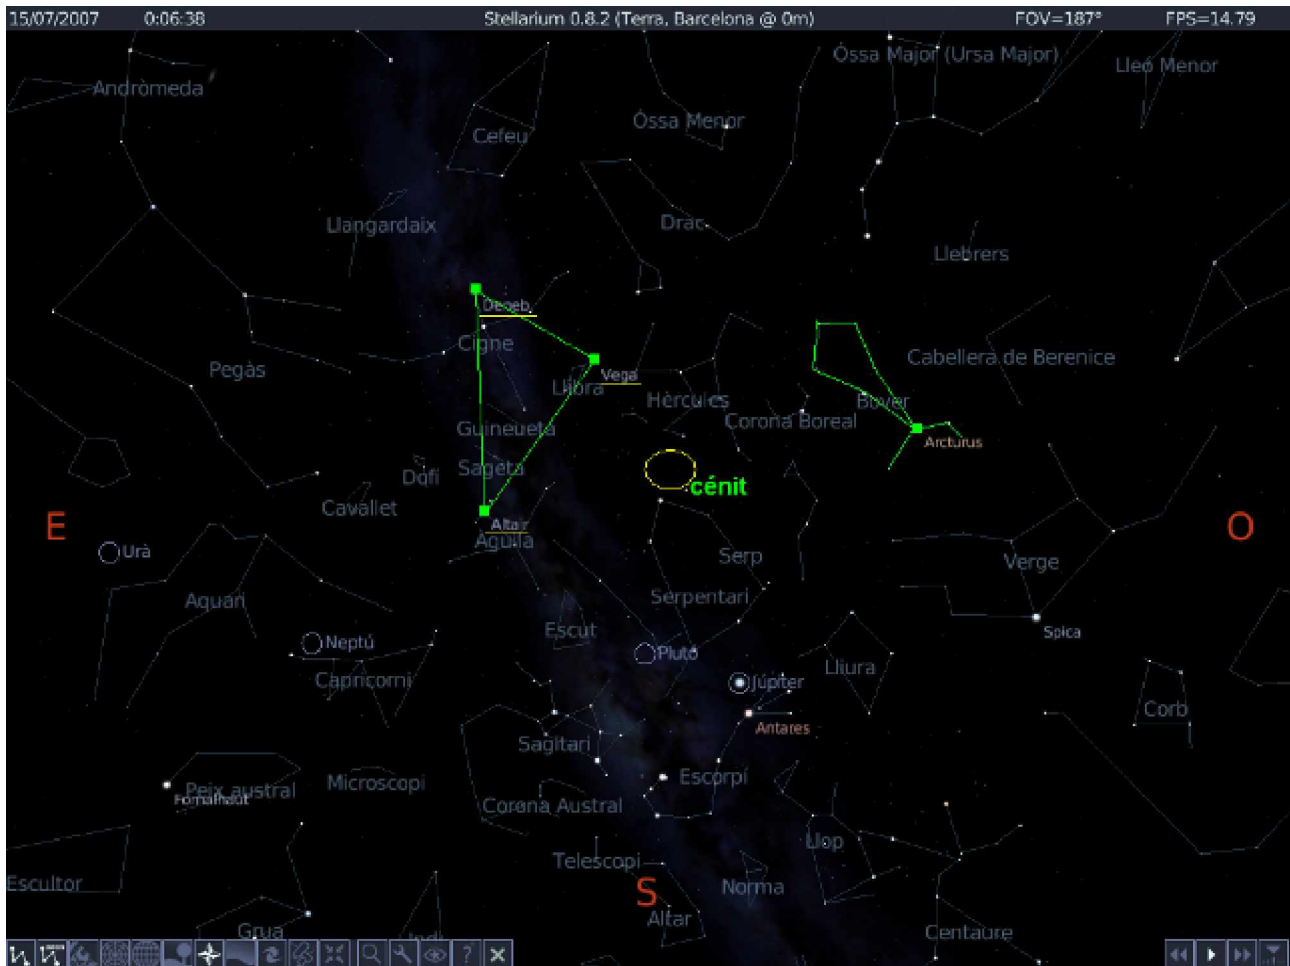 15/07/2007 0:06:38 Stellarium 0.8.2 (Terra, Barcelona @ 0m) FOV=187° FPS=14.79
Óssa Major (Ursa Major)
Lleó Menor
Andròmeda
Óssa Menor
Cefeu
Llangardaix
Drac
Llebrers
Deneb
Cigne
Cabellera de Berenice
Pegàs
Vega
Hèrcules
Bover
Corona Boreal
Guineueta
Arcturus
Sageta
Dofí
cénit
Cavallet
Altair
Àguila
E
O
Urà
Serp
Verge
Aquari
Serpentari
Escut
Spica
Neptú
Plutó
Lliura
Capricorni
Júpiter
Corb
Antares
Sagitari
Escorpí
Microscopi
Peix austral
Fomalhaut
Corona Austral
Llop
Telescopi
Escultor
Norma
S
Altar
Grua
Centaure